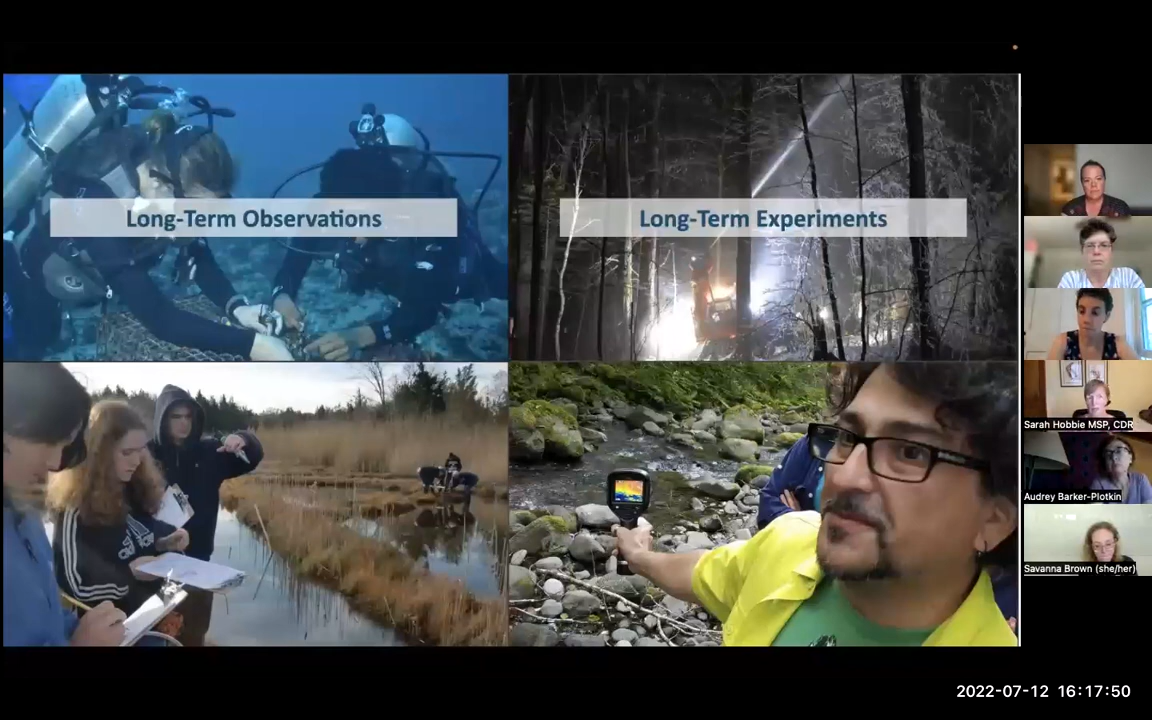 Long-Term Observations
Long-Term Experiments
Sarah Hobbie MSP, CDR
Audrey Barker-Plotkin
Savanna Brown (she/her)
2022-07-12 16:17:50